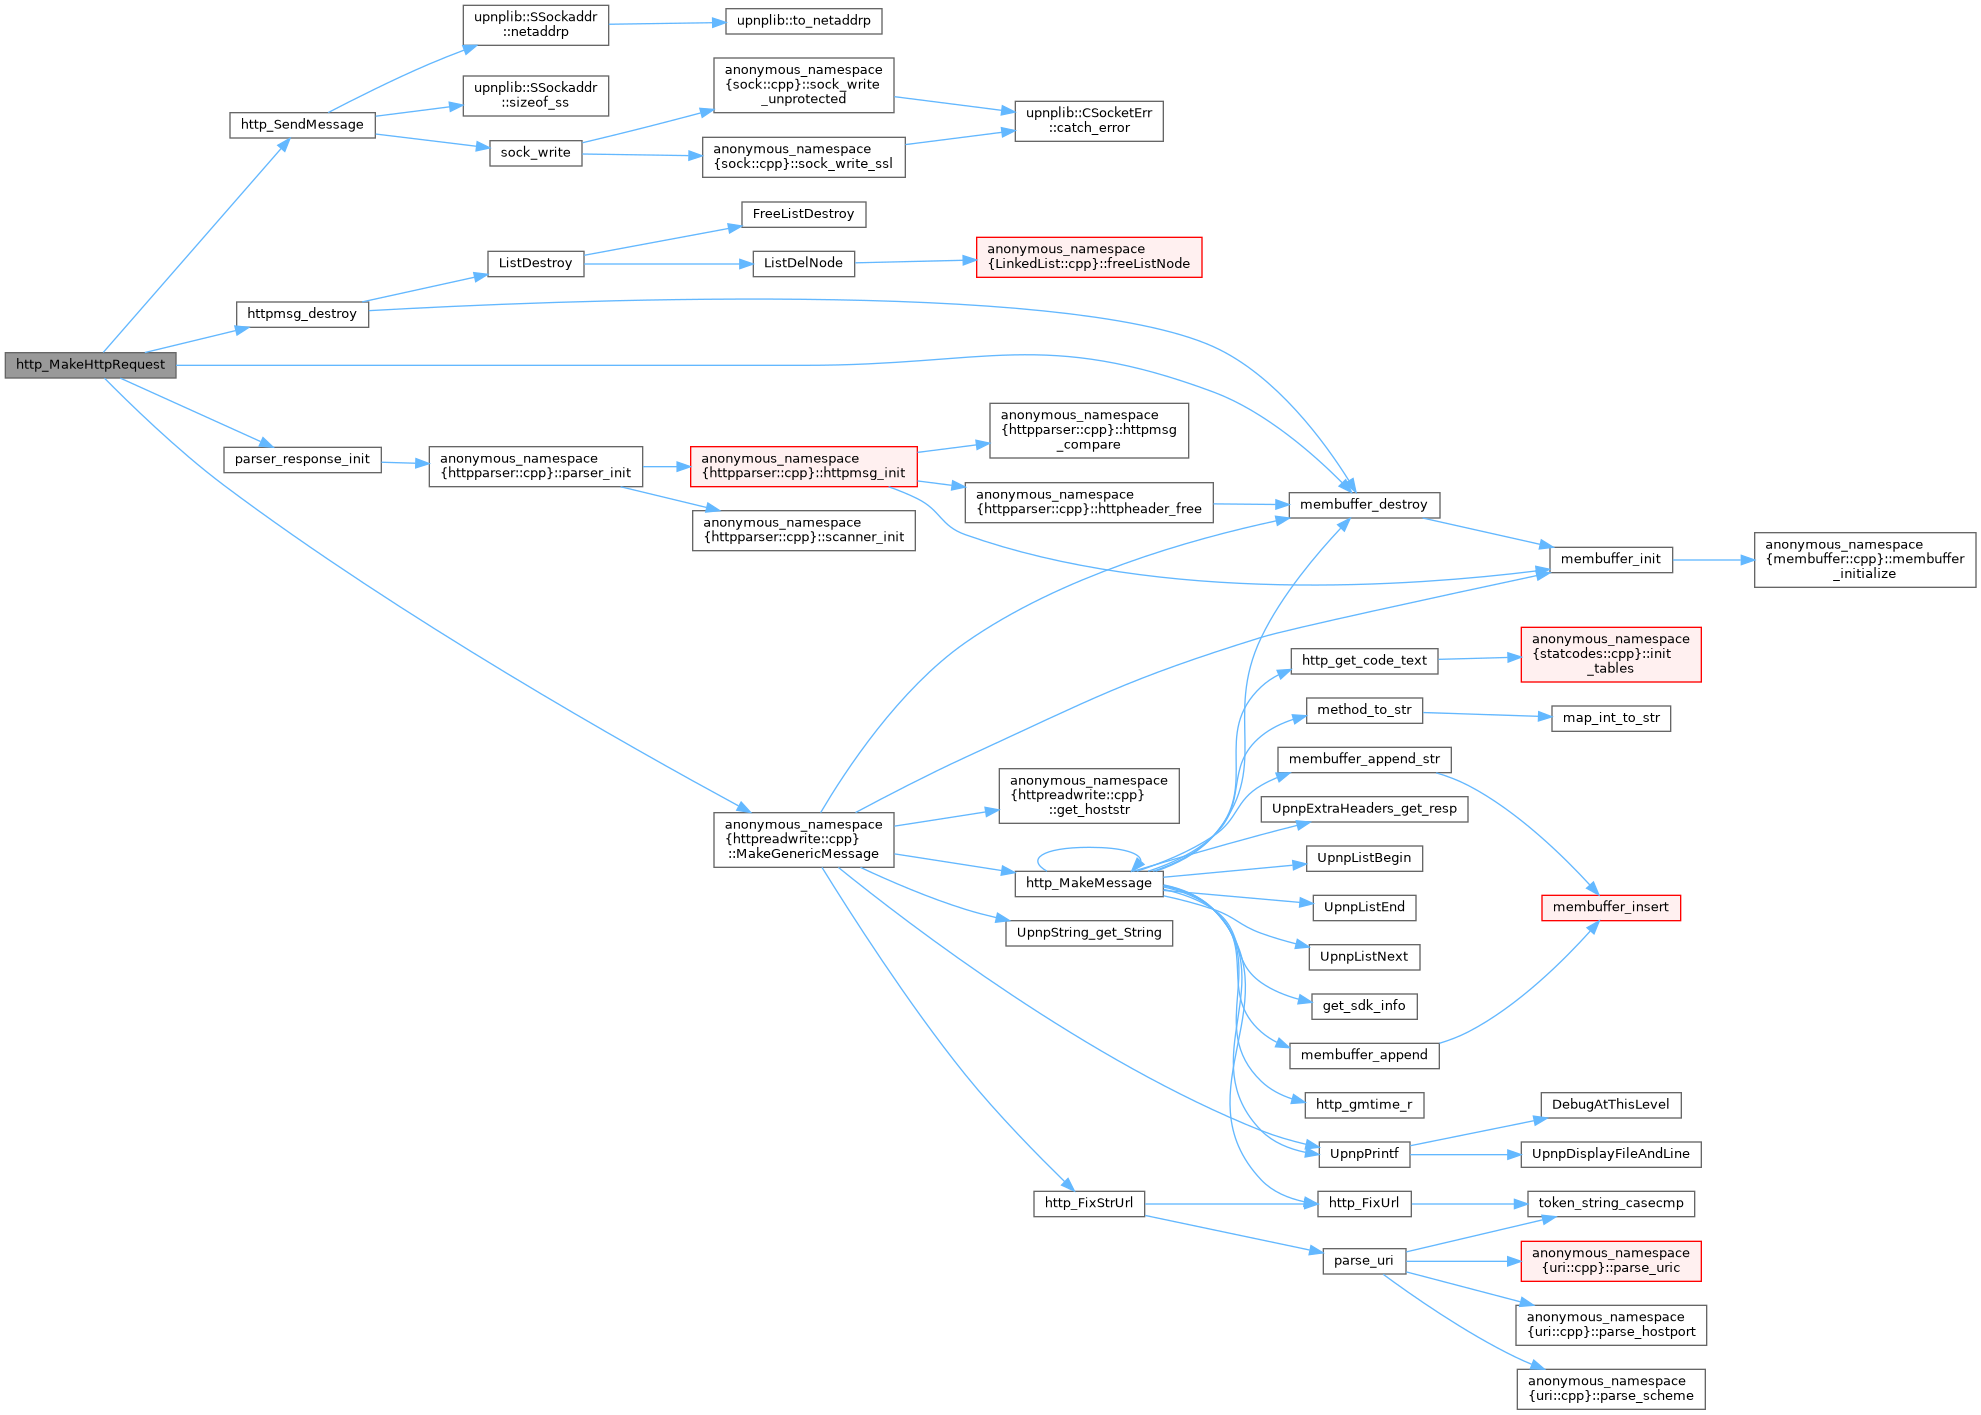 upnplib::SSockaddr
::netaddrp
upnplib::to_netaddrp
upnplib::SSockaddr
::sizeof_ss
anonymous_namespace
{sock::cpp}::sock_write
_unprotected
upnplib::CSocketErr
::catch_error
http_SendMessage
sock_write
anonymous_namespace
{sock::cpp}::sock_write_ssl
FreeListDestroy
ListDestroy
ListDelNode
anonymous_namespace
{LinkedList::cpp}::freeListNode
httpmsg_destroy
http_MakeHttpRequest
parser_response_init
anonymous_namespace
{httpparser::cpp}::parser_init
anonymous_namespace
{httpparser::cpp}::httpmsg_init
anonymous_namespace
{httpparser::cpp}::httpmsg
_compare
anonymous_namespace
{httpparser::cpp}::httpheader_free
anonymous_namespace
{httpparser::cpp}::scanner_init
membuffer_destroy
membuffer_init
anonymous_namespace
{membuffer::cpp}::membuffer
_initialize
http_get_code_text
anonymous_namespace
{statcodes::cpp}::init
_tables
method_to_str
map_int_to_str
membuffer_append_str
anonymous_namespace
{httpreadwrite::cpp}
::get_hoststr
UpnpExtraHeaders_get_resp
anonymous_namespace
{httpreadwrite::cpp}
::MakeGenericMessage
UpnpListBegin
http_MakeMessage
UpnpListEnd
membuffer_insert
UpnpString_get_String
UpnpListNext
get_sdk_info
membuffer_append
http_gmtime_r
DebugAtThisLevel
UpnpPrintf
UpnpDisplayFileAndLine
http_FixStrUrl
http_FixUrl
token_string_casecmp
parse_uri
anonymous_namespace
{uri::cpp}::parse_uric
anonymous_namespace
{uri::cpp}::parse_hostport
anonymous_namespace
{uri::cpp}::parse_scheme